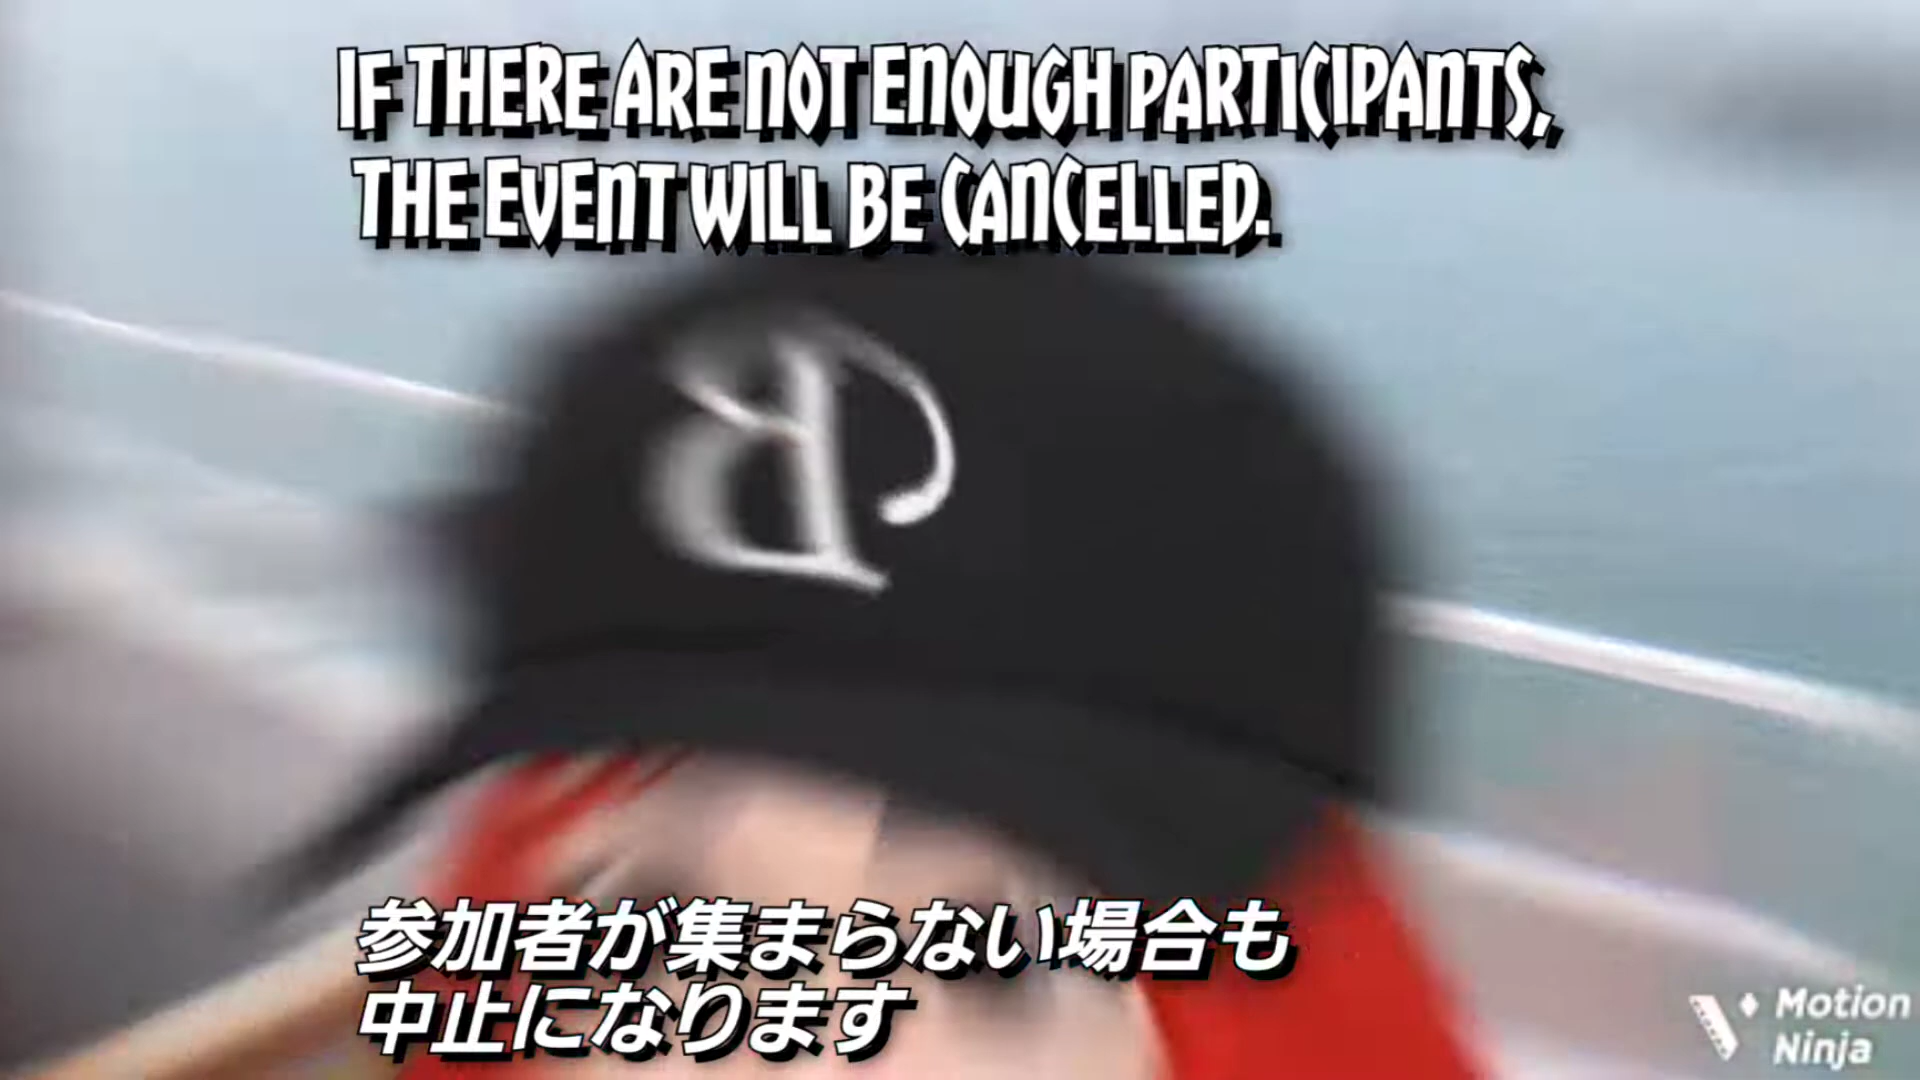 IF THERE ARE NOT ENOUGH PARTICIPANTS,
THE EVENT WILL BE CANCELLED.
参加者が集まらない場合も
中止になります
Motion
Ninja